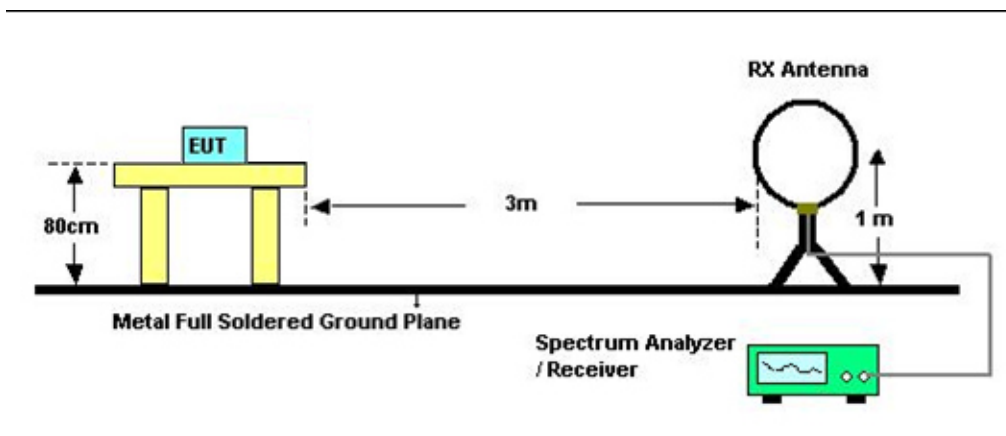 RX Antenna
EUT
3m
80cm
1 m
Metal Full Soldered Ground Plane
Spectrum Analyzer
/ Receiver